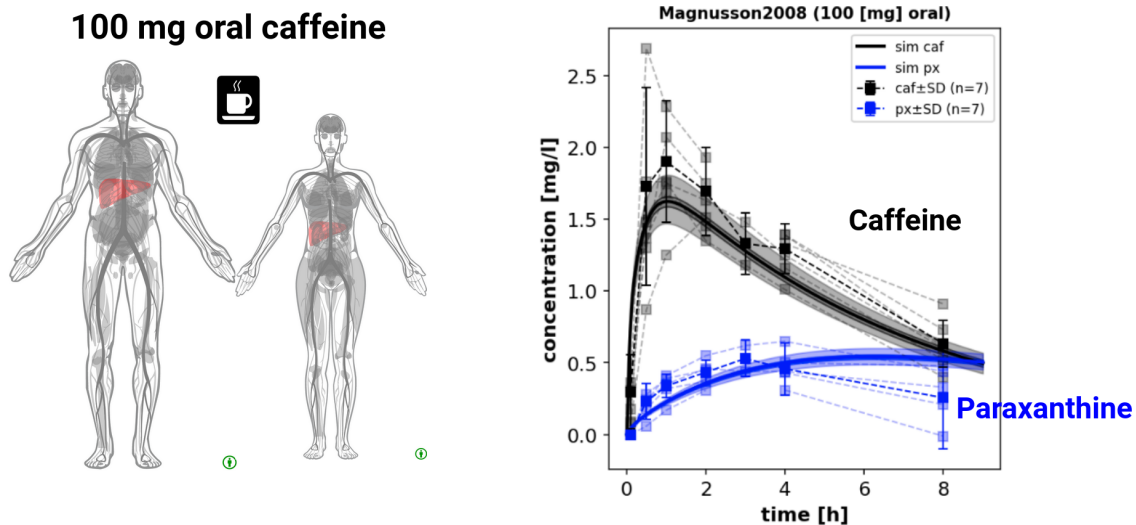 100 mg oral caffeine
Magnusson2008 (100 [mg] oral)
sim caf
sim px
caf±SD (n=7)
px±SD (n=7)
Caffeine
Paraxanthine
concentration [mg/l]
2.5
2.0
1.5
1.0
0.5
0.0
0 2 4 6 8
time [h]